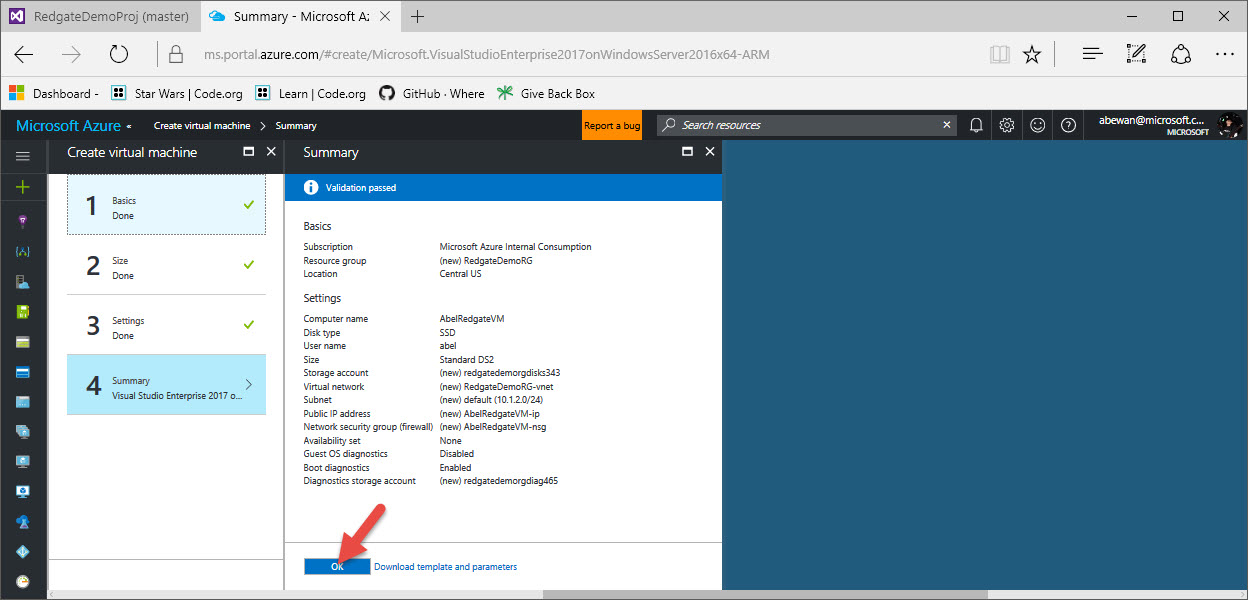 RedgateDemoProj (master)
Summary - Microsoft Az
ms.portal.azure.com/#create/Microsoft.VisualStudioEnterprise2017onWindowsServer2016x64-ARM
Dashboard -
Star Wars | Code.org
Learn | Code.org
GitHub · Where
Give Back Box
Microsoft Azure «
Create virtual machine > Summary
Report a bug
Search resources
abewan@microsoft.c...
MICROSOFT
Create virtual machine
1
Basics
Done
2
Size
Done
3
Settings
Done
4
Summary
Visual Studio Enterprise 2017 o...
Summary
Validation passed
Basics
Subscription Microsoft Azure Internal Consumption
Resource group (new) RedgateDemoRG
Location Central US
Settings
Computer name AbelRedgateVM
Disk type SSD
User name abel
Size Standard DS2
Storage account (new) redgatedemorgdisks343
Virtual network (new) RedgateDemoRG-vnet
Subnet (new) default (10.1.2.0/24)
Public IP address (new) AbelRedgateVM-ip
Network security group (firewall) (new) AbelRedgateVM-nsg
Availability set None
Guest OS diagnostics Disabled
Boot diagnostics Enabled
Diagnostics storage account (new) redgatedemorgdiag465
OK
Download template and parameters